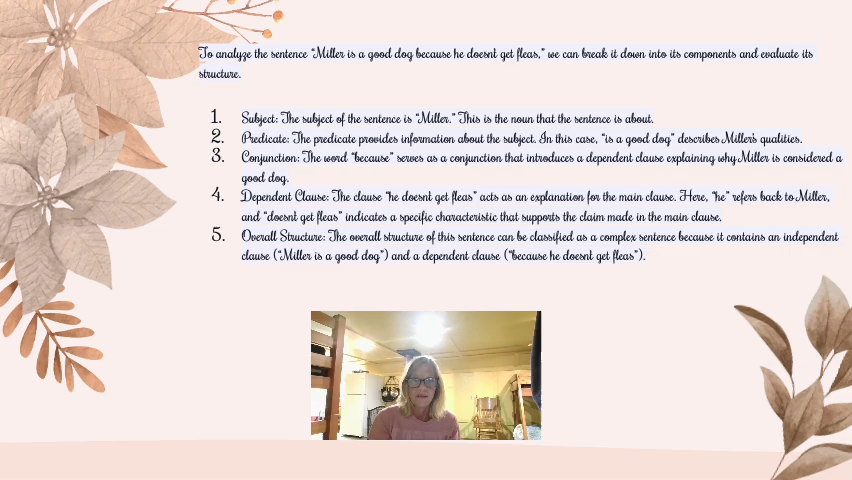 To analyze the sentence "Miller is a good dog because he doesnt get fleas," we can break it down into its components and evaluate its
structure.
1. Subject: The subject of the sentence is "Miller." This is the noun that the sentence is about.
2. Predicate: The predicate provides information about the subject. In this case, "is a good dog" describes Miller's qualities.
3. Conjunction: The word "because" serves as a conjunction that introduces a dependent clause explaining why Miller is considered a
good dog.
4. Dependent Clause: The clause "he doesnt get fleas" acts as an explanation for the main clause. Here, "he" refers back to Miller,
and "doesnt get fleas" indicates a specific characteristic that supports the claim made in the main clause.
5. Overall Structure: The overall structure of this sentence can be classified as a complex sentence because it contains an independent
clause ("Miller is a good dog") and a dependent clause ("because he doesnt get fleas").